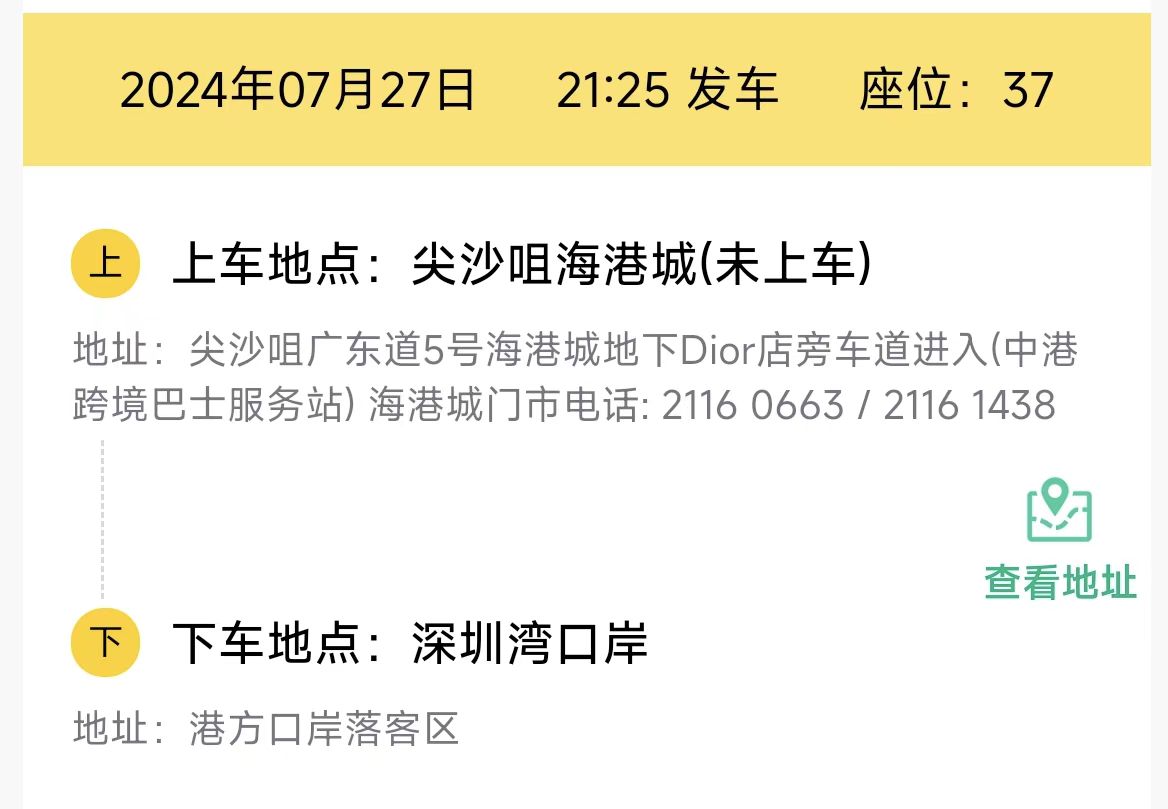 2024年07月27日 21:25 发车 座位：37
上 上车地点：尖沙咀海港城(未上车)
地址：尖沙咀广东道5号海港城地下Dior店旁车道进入(中港
跨境巴士服务站) 海港城门市电话: 2116 0663 / 2116 1438
查看地址
下 下车地点：深圳湾口岸
地址：港方口岸落客区